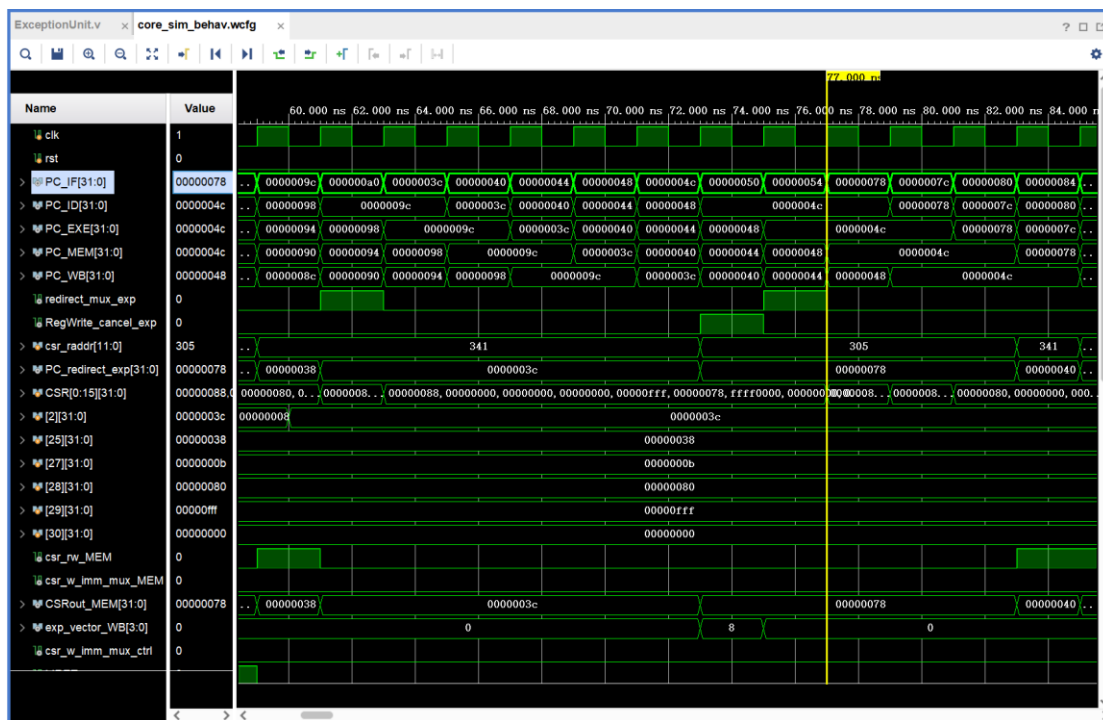 ExceptionUnit.v × core_sim_behav.wcfg × ?
77.000 ns
Name Value 60.000 ns 62.000 ns 64.000 ns 66.000 ns 68.000 ns 70.000 ns 72.000 ns 74.000 ns 76.000 78.000 ns 80.000 ns 82.000 ns 84.000
clk 1
rst 0
PC_IF[31:0] 00000078 .. 0000009c 000000a0 0000003c 00000040 00000044 00000048 0000004c 00000050 00000054 00000078 0000007c 00000080 00000084 ..
PC_ID[31:0] 0000004c .. 00000098 0000009c 0000003c 00000040 00000044 00000048 0000004c 00000078 0000007c 00000080 ..
PC_EXE[31:0] 0000004c .. 00000094 00000098 0000009c 0000003c 00000040 00000044 00000048 0000004c 00000078 0000007c ..
PC_MEM[31:0] 0000004c .. 00000090 00000094 00000098 0000009c 0000003c 00000040 00000044 00000048 0000004c 00000078 ..
PC_WB[31:0] 00000048 .. 0000008c 00000090 00000094 00000098 0000009c 0000003c 00000040 00000044 00000048 0000004c ..
redirect_mux_exp 0
RegWrite_cancel_exp 0
csr_raddr[11:0] 305 .. 341 305 341 ..
PC_redirect_exp[31:0] 00000078 .. 00000038 0000003c 00000078 00000040 ..
CSR[0:15][31:0] 00000088,0 00000080, 0... 0000008... 00000088, 00000000, 00000000, 00000000, 00000fff, 00000078, ffff0000, 0000008... 00000080, 00000000, 000..
[2][31:0] 0000003c 00000008 0000003c
[25][31:0] 00000038 00000038
[27][31:0] 0000000b 0000000b
[28][31:0] 00000080 00000080
[29][31:0] 00000fff 00000fff
[30][31:0] 00000000 00000000
csr_rw_MEM 0
csr_w_imm_mux_MEM 0
CSRout_MEM[31:0] 00000078 .. 00000038 0000003c 00000078 00000040 ..
exp_vector_WB[3:0] 0 0 8 0
csr_w_imm_mux_ctrl 0